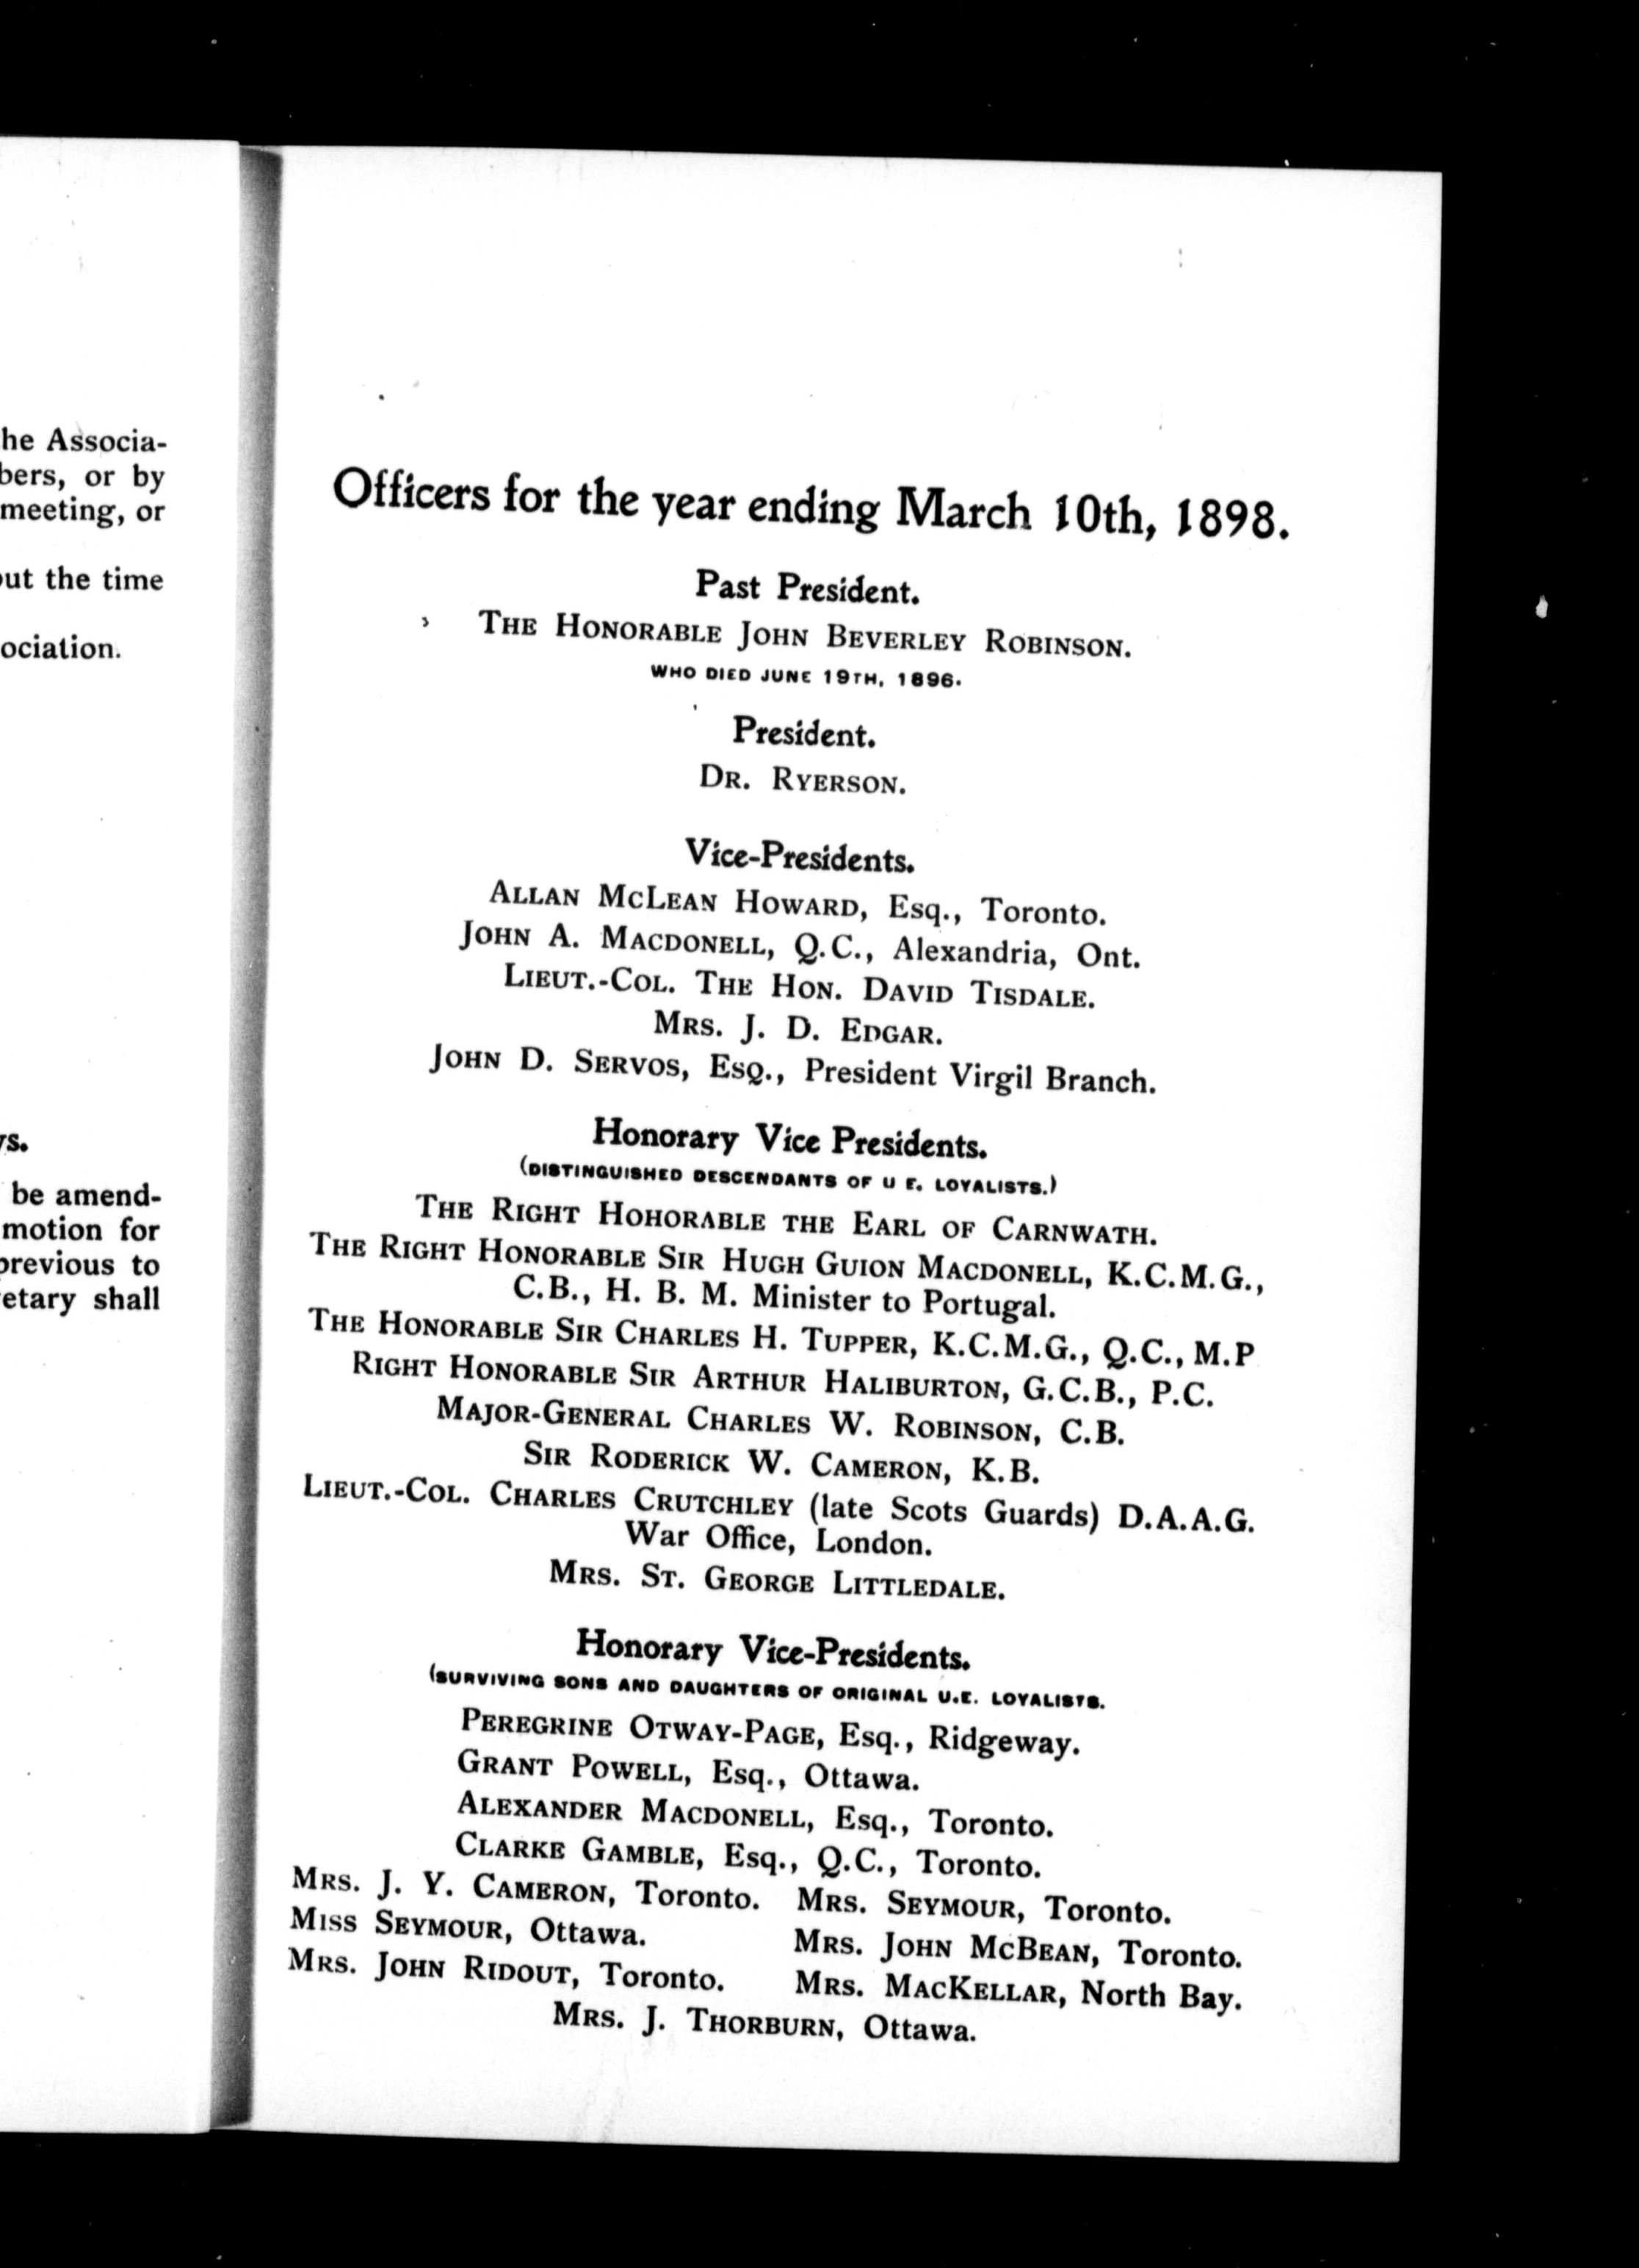 he Associa-
bers, or by
meeting, or
out the time
ociation.
ys.
be amend-
motion for
previous to
etary shall
Officers for the year ending March 10th, 1898.
Past President.
THE HONORABLE JOHN BEVERLEY ROBINSON.
WHO DIED JUNE 19TH, 1896.
President.
DR. RYERSON.
Vice-Presidents.
ALLAN MCLEAN HOWARD, Esq., Toronto.
JOHN A. MACDONELL, Q.C., Alexandria, Ont.
LIEUT.-COL. THE HON. DAVID TISDALE.
MRS. J. D. EDGAR.
JOHN D. SERVOS, ESQ., President Virgil Branch.
Honorary Vice Presidents.
(DISTINGUISHED DESCENDANTS OF U E. LOYALISTS.)
THE RIGHT HOHORABLE THE EARL OF CARNWATH.
THE RIGHT HONORABLE SIR HUGH GUION MACDONELL, K.C.M.G.,
C.B., H. B. M. Minister to Portugal.
THE HONORABLE SIR CHARLES H. TUPPER, K.C.M.G., Q.C., M.P
RIGHT HONORABLE SIR ARTHUR HALIBURTON, G.C.B., P.C.
MAJOR-GENERAL CHARLES W. ROBINSON, C.B.
SIR RODERICK W. CAMERON, K.B.
LIEUT.-COL. CHARLES CRUTCHLEY (late Scots Guards) D.A.A.G.
War Office, London.
MRS. ST. GEORGE LITTLEDALE.
Honorary Vice-Presidents.
(SURVIVING SONS AND DAUGHTERS OF ORIGINAL U.E. LOYALISTS.
PEREGRINE OTWAY-PAGE, Esq., Ridgeway.
GRANT POWELL, Esq., Ottawa.
ALEXANDER MACDONELL, Esq., Toronto.
CLARKE GAMBLE, Esq., Q.C., Toronto.
MRS. J. Y. CAMERON, Toronto. MRS. SEYMOUR, Toronto.
MISS SEYMOUR, Ottawa. MRS. JOHN MCBEAN, Toronto.
MRS. JOHN RIDOUT, Toronto. MRS. MACKELLAR, North Bay.
MRS. J. THORBURN, Ottawa.